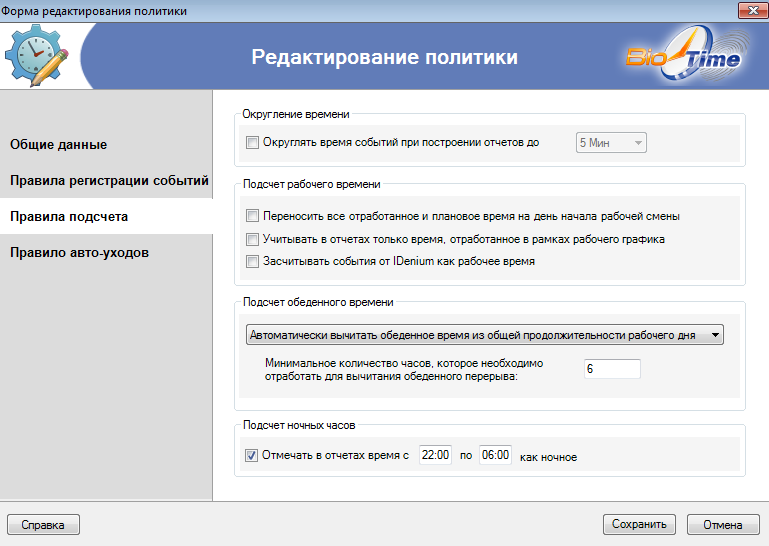 Форма редактирования политики
Редактирование политики
BioTime
Общие данные
Правила регистрации событий
Правила подсчета
Правило авто-уходов
Округление времени
Округлять время событий при построении отчетов до
5 Мин
Подсчет рабочего времени
Переносить все отработанное и плановое время на день начала рабочей смены
Учитывать в отчетах только время, отработанное в рамках рабочего графика
Засчитывать события от IDenium как рабочее время
Подсчет обеденного времени
Автоматически вычитать обеденное время из общей продолжительности рабочего дня
Минимальное количество часов, которое необходимо
отработать для вычитания обеденного перерыва:
6
Подсчет ночных часов
Отмечать в отчетах время с 22:00 по 06:00 как ночное
Справка
Сохранить
Отмена